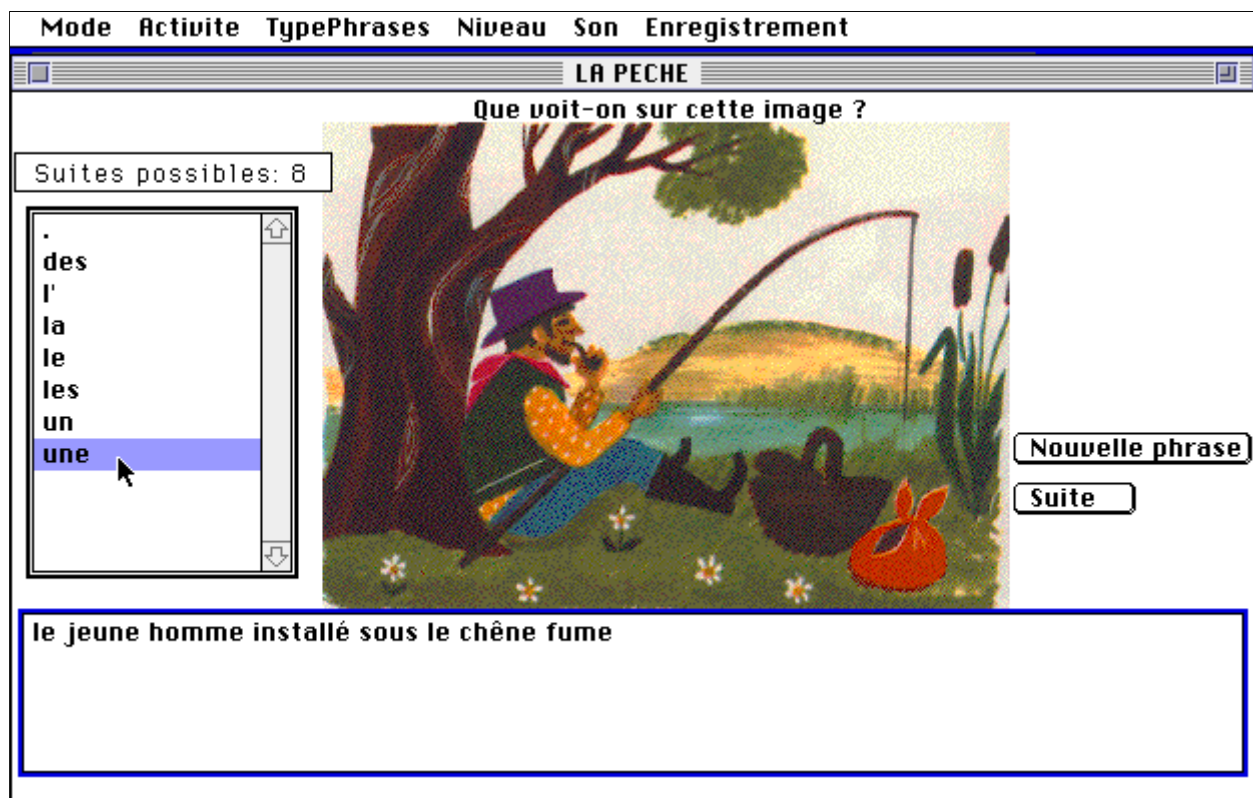 Mode Activite TypePhrases Niveau Son Enregistrement
LA PECHE
Que voit-on sur cette image ?
Suites possibles: 8
.
des
l'
la
le
les
un
une
Nouvelle phrase
Suite
le jeune homme installé sous le chêne fume